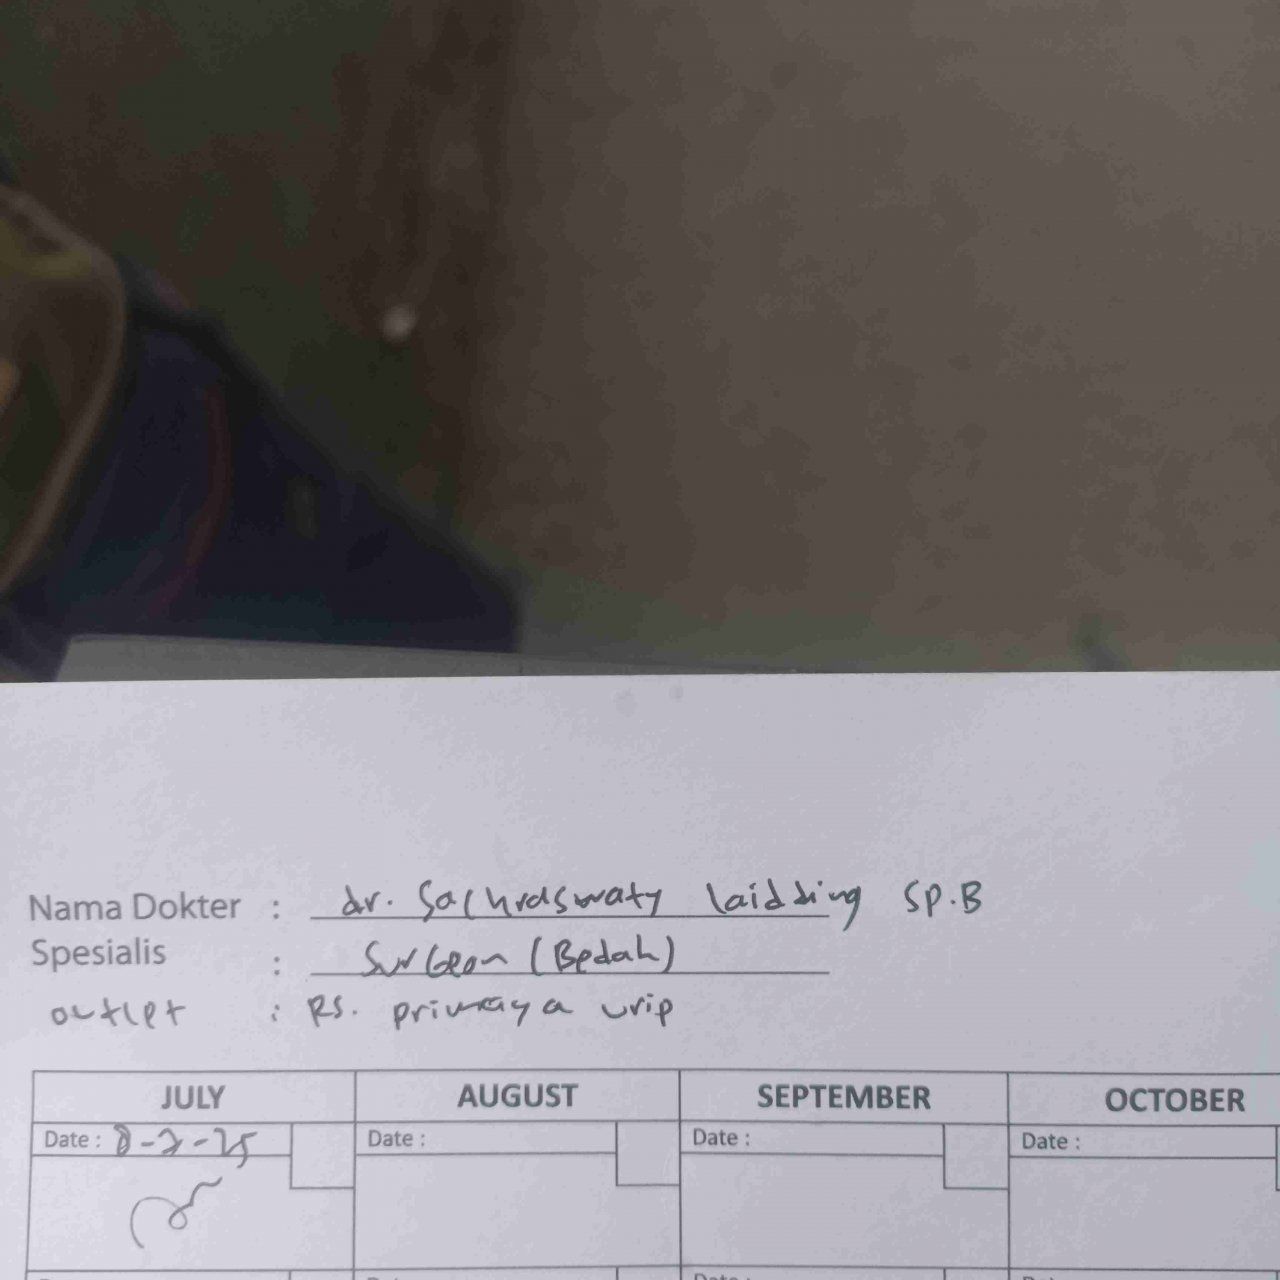 Nama Dokter : dr. Sachraswaty Laidding Sp.B
Spesialis : Surgeon (Bedah)
outlet : RS. primaya urip
JULY AUGUST SEPTEMBER OCTOBER
Date : 8-7-25 Date : Date : Date :